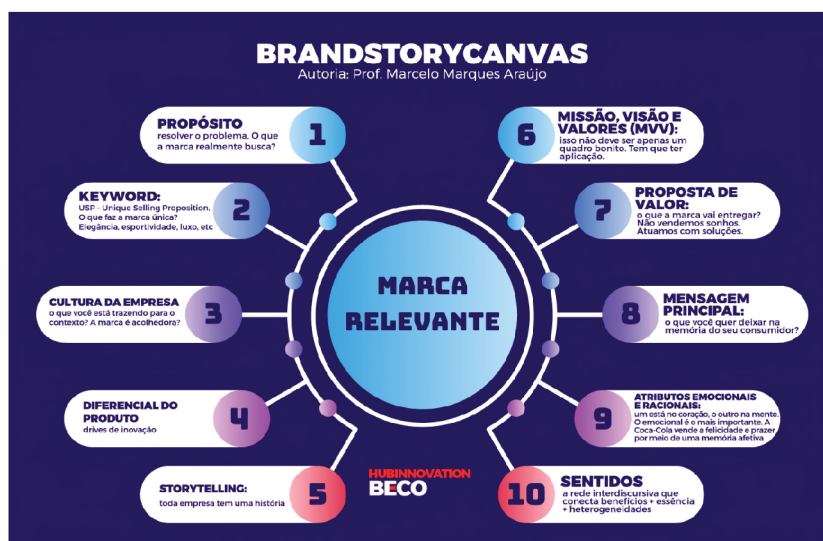 BRANDSTORYCANVAS
Autoria: Prof. Marcelo Marques Araújo
PROPÓSITO
resolver o problema. O que
a marca realmente busca?
1
KEYWORD:
USP - Unique Selling Proposition.
O que faz a marca única?
Elegância, esportividade, luxo, etc
2
CULTURA DA EMPRESA
o que você está trazendo para o
contexto? A marca é acolhedora?
3
DIFERENCIAL DO
PRODUTO
drives de inovação
4
STORYTELLING:
toda empresa tem uma história
5
MARCA
RELEVANTE
HUBINNOVATION
BECO
6
MISSÃO, VISÃO E
VALORES (MVV):
isso não deve ser apenas um
quadro bonito. Tem que ter
aplicação.
7
PROPOSTA DE
VALOR:
o que a marca vai entregar?
Não vendemos sonhos.
Atuamos com soluções.
8
MENSAGEM
PRINCIPAL:
o que você quer deixar na
memória do seu consumidor?
9
ATRIBUTOS EMOCIONAIS
E RACIONAIS:
um está no coração, o outro na mente.
O emocional é o mais importante. A
Coca-Cola vende a felicidade e prazer
por meio de uma memória afetiva
10
SENTIDOS
a rede interdiscursiva que
conecta benefícios + essência
+ heterogeneidades